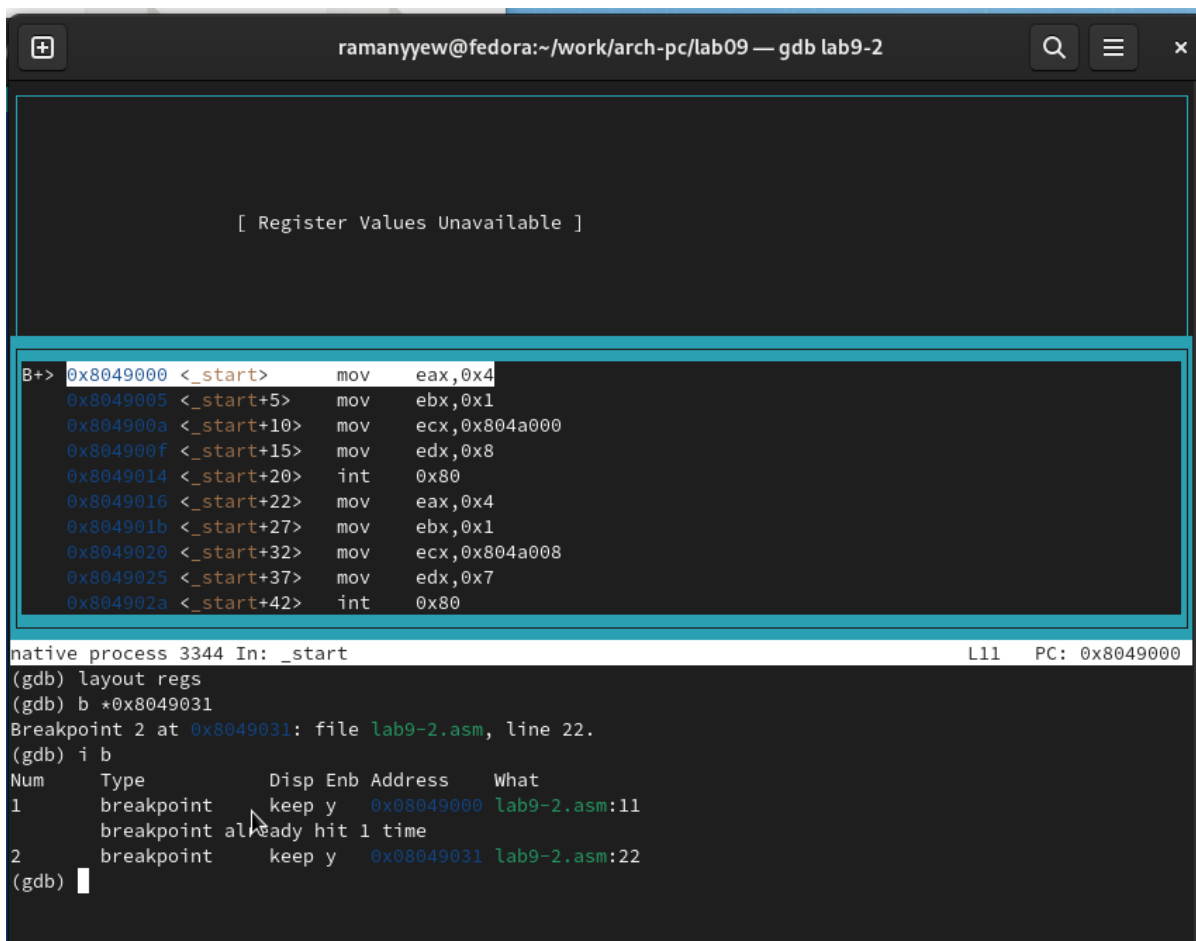 ramanyyew@fedora:~/work/arch-pc/lab09 — gdb lab9-2
[ Register Values Unavailable ]
B+> 0x8049000 <_start> mov eax,0x4
0x8049005 <_start+5> mov ebx,0x1
0x804900a <_start+10> mov ecx,0x804a000
0x804900f <_start+15> mov edx,0x8
0x8049014 <_start+20> int 0x80
0x8049016 <_start+22> mov eax,0x4
0x804901b <_start+27> mov ebx,0x1
0x8049020 <_start+32> mov ecx,0x804a008
0x8049025 <_start+37> mov edx,0x7
0x804902a <_start+42> int 0x80
native process 3344 In: _start L11 PC: 0x8049000
(gdb) layout regs
(gdb) b *0x8049031
Breakpoint 2 at 0x8049031: file lab9-2.asm, line 22.
(gdb) i b
Num Type Disp Enb Address What
1 breakpoint keep y 0x08049000 lab9-2.asm:11
breakpoint already hit 1 time
2 breakpoint keep y 0x08049031 lab9-2.asm:22
(gdb)